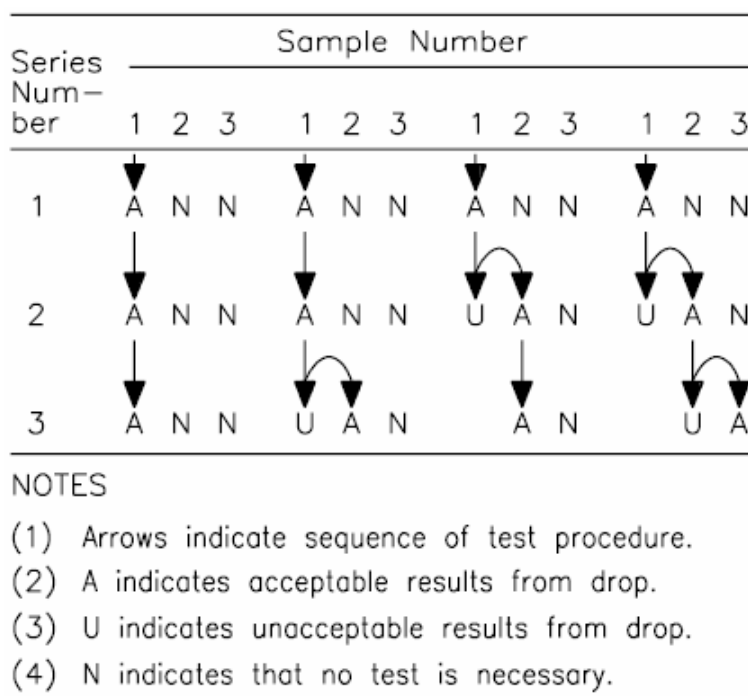 Sample Number
Series
Num–
ber 1 2 3 1 2 3 1 2 3 1 2 3
1 A N N A N N A N N A N N
2 A N N A N N U A N U A N
3 A N N U A N A N U A
NOTES
(1) Arrows indicate sequence of test procedure.
(2) A indicates acceptable results from drop.
(3) U indicates unacceptable results from drop.
(4) N indicates that no test is necessary.